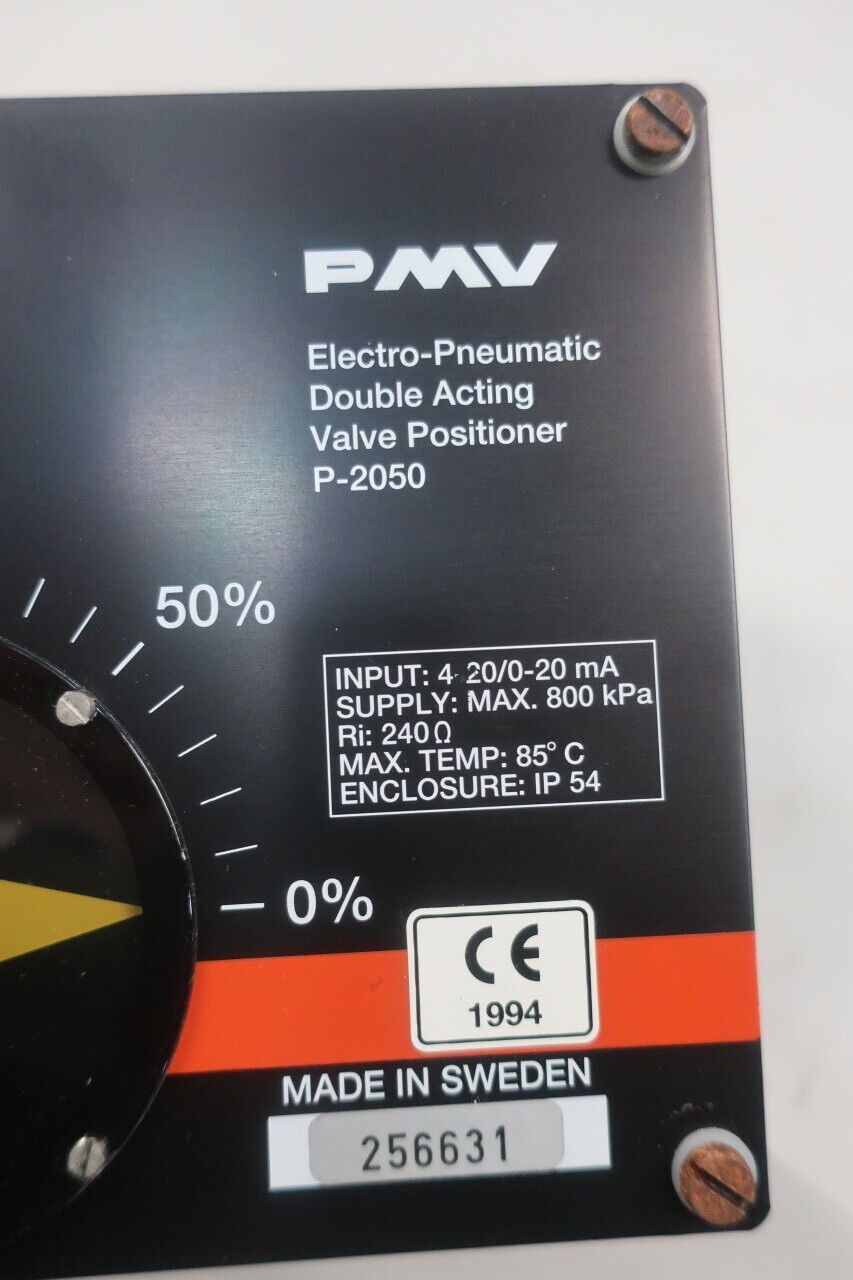 PMV
Electro-Pneumatic
Double Acting
Valve Positioner
P-2050
50%
INPUT: 4 20/0-20 mA
SUPPLY: MAX. 800 kPa
Ri: 240Ω
MAX. TEMP: 85° C
ENCLOSURE: IP 54
0%
CE
1994
MADE IN SWEDEN
256631